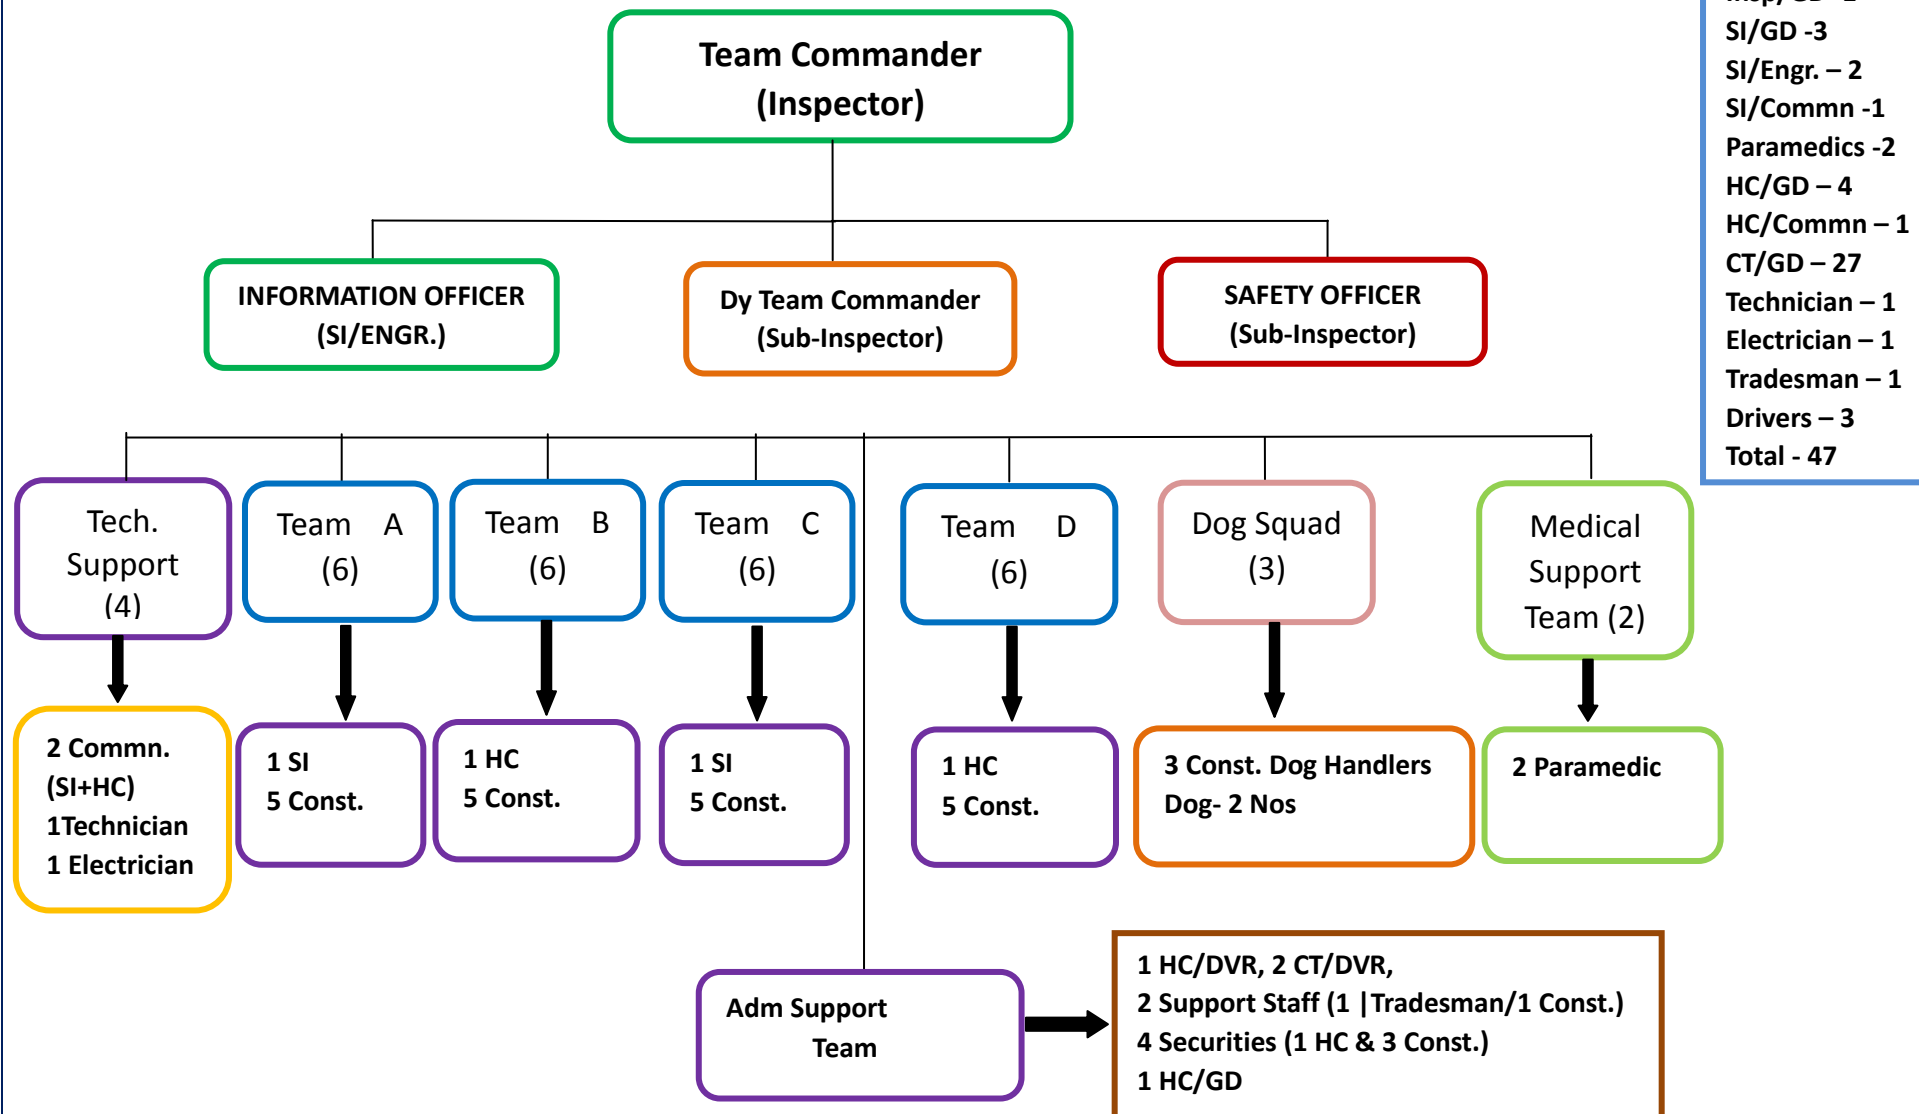 Team Commander
(Inspector)
SI/GD -3
SI/Engr. – 2
SI/Commn -1
Paramedics -2
HC/GD – 4
HC/Commn – 1
CT/GD – 27
Technician – 1
Electrician – 1
Tradesman – 1
Drivers – 3
Total - 47
INFORMATION OFFICER
(SI/ENGR.)
Dy Team Commander
(Sub-Inspector)
SAFETY OFFICER
(Sub-Inspector)
Tech.
Support
(4)
Team A
(6)
Team B
(6)
Team C
(6)
Team D
(6)
Dog Squad
(3)
Medical
Support
Team (2)
2 Commn.
(SI+HC)
1Technician
1 Electrician
1 SI
5 Const.
1 HC
5 Const.
1 SI
5 Const.
1 HC
5 Const.
3 Const. Dog Handlers
Dog- 2 Nos
2 Paramedic
Adm Support
Team
1 HC/DVR, 2 CT/DVR,
2 Support Staff (1 |Tradesman/1 Const.)
4 Securities (1 HC & 3 Const.)
1 HC/GD